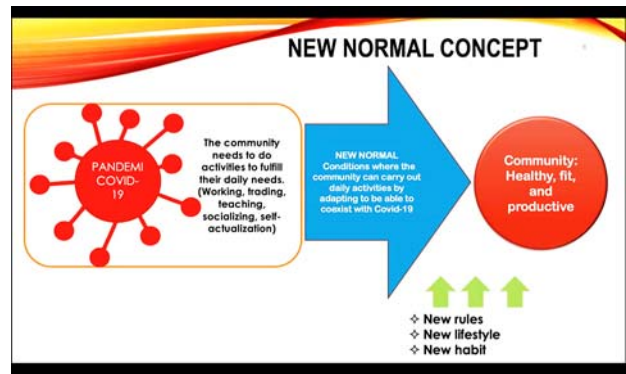 NEW NORMAL CONCEPT
PANDEMI
COVID-
19
The community
needs to do
activities to fulfill
their daily needs.
(Working, trading,
teaching,
socializing, self-
actualization)
NEW NORMAL
Conditions where the
community can carry out
daily activities by
adapting to be able to
coexist with Covid-19
Community:
Healthy, fit,
and
productive
✧ New rules
✧ New lifestyle
✧ New habit